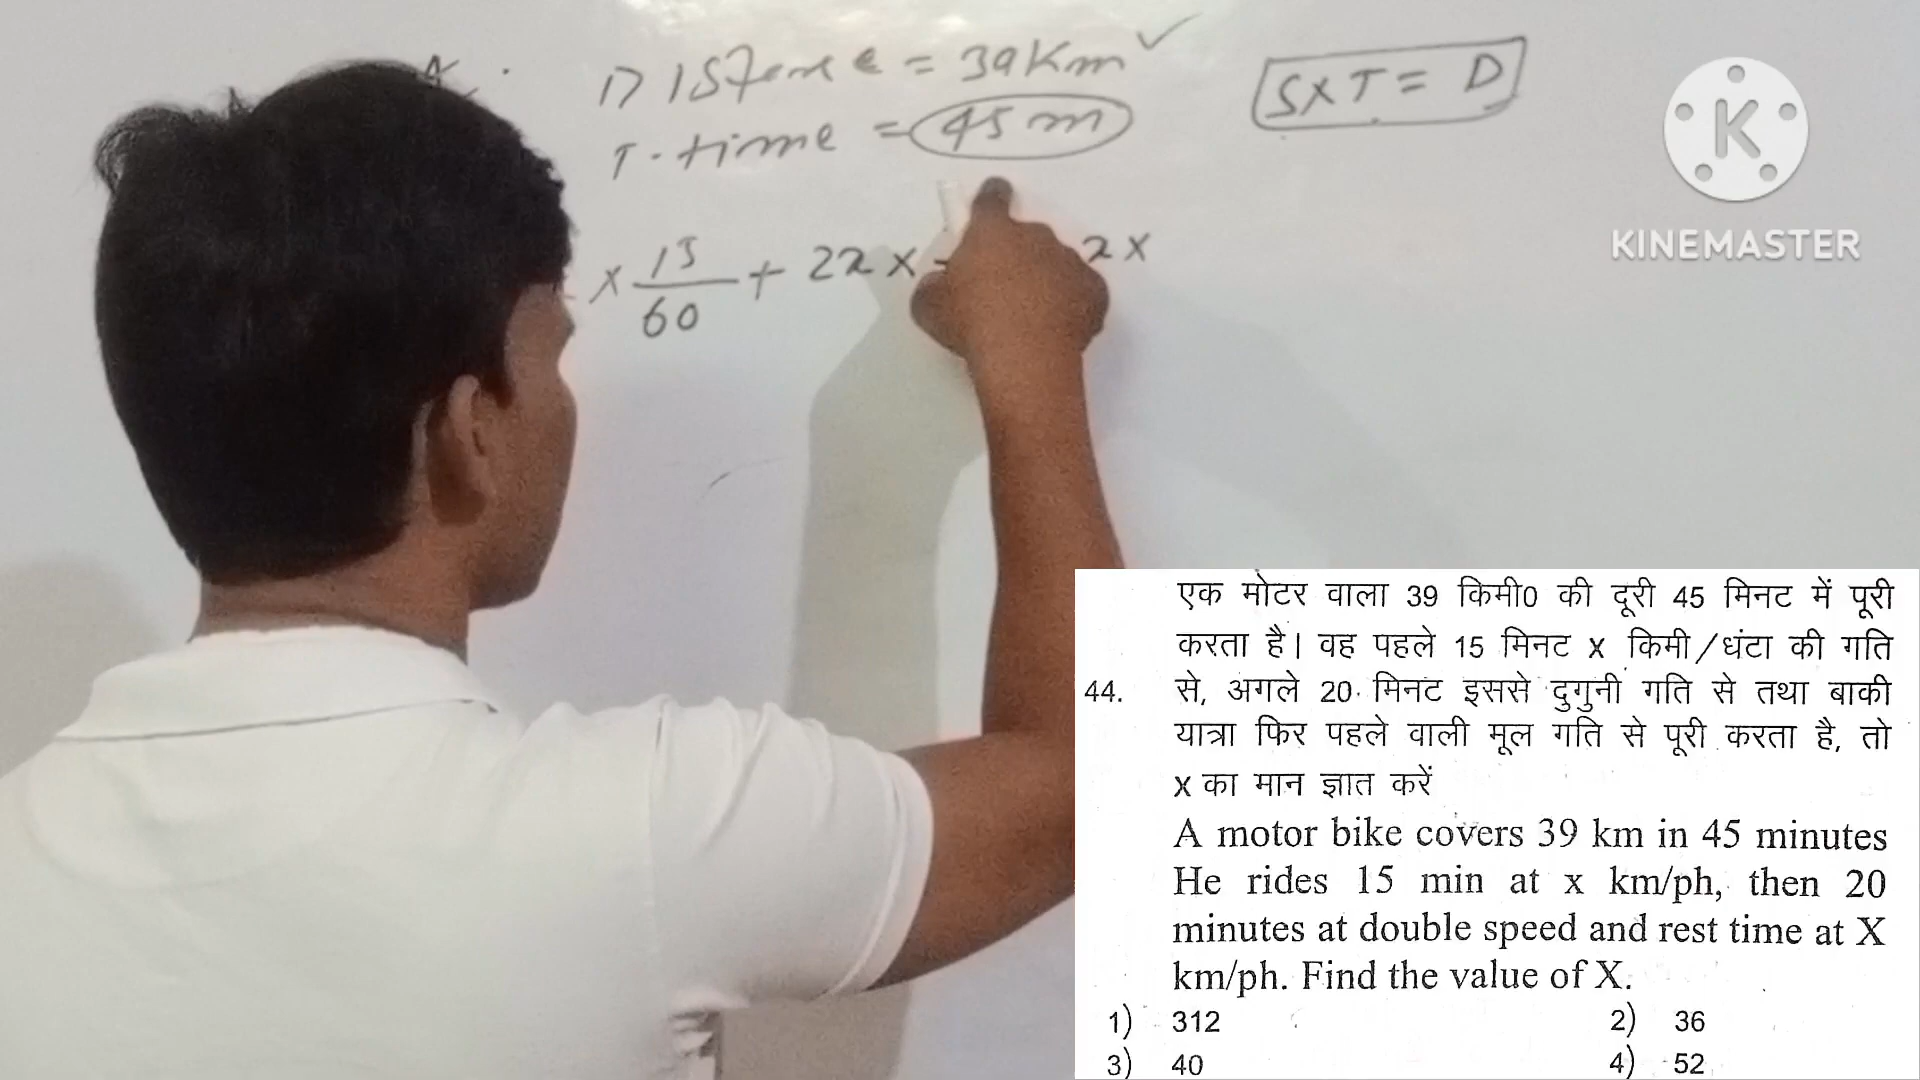 Distance = 39 Km ✓
S x T = D
T. time = 45 m
x 15/60 + 2x x x x
K
KINEMASTER
एक मोटर वाला 39 किमी0 की दूरी 45 मिनट में पूरी
करता है। वह पहले 15 मिनट x किमी/धंटा की गति
44. से, अगले 20 मिनट इससे दुगुनी गति से तथा बाकी
यात्रा फिर पहले वाली मूल गति से पूरी करता है, तो
x का मान ज्ञात करें
A motor bike covers 39 km in 45 minutes
He rides 15 min at x km/ph, then 20
minutes at double speed and rest time at X
km/ph. Find the value of X.
1) 312 2) 36
3) 40 4) 52